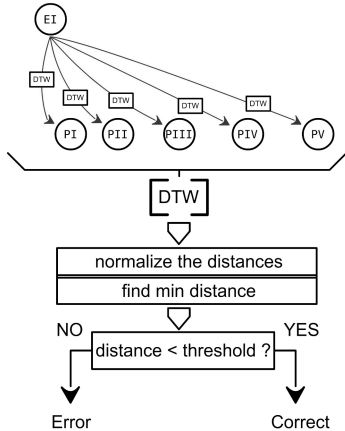 EI
DTW
DTW
DTW
DTW
DTW
PI
PII
PIII
PIV
PV
DTW
normalize the distances
find min distance
NO
YES
distance < threshold ?
Error
Correct